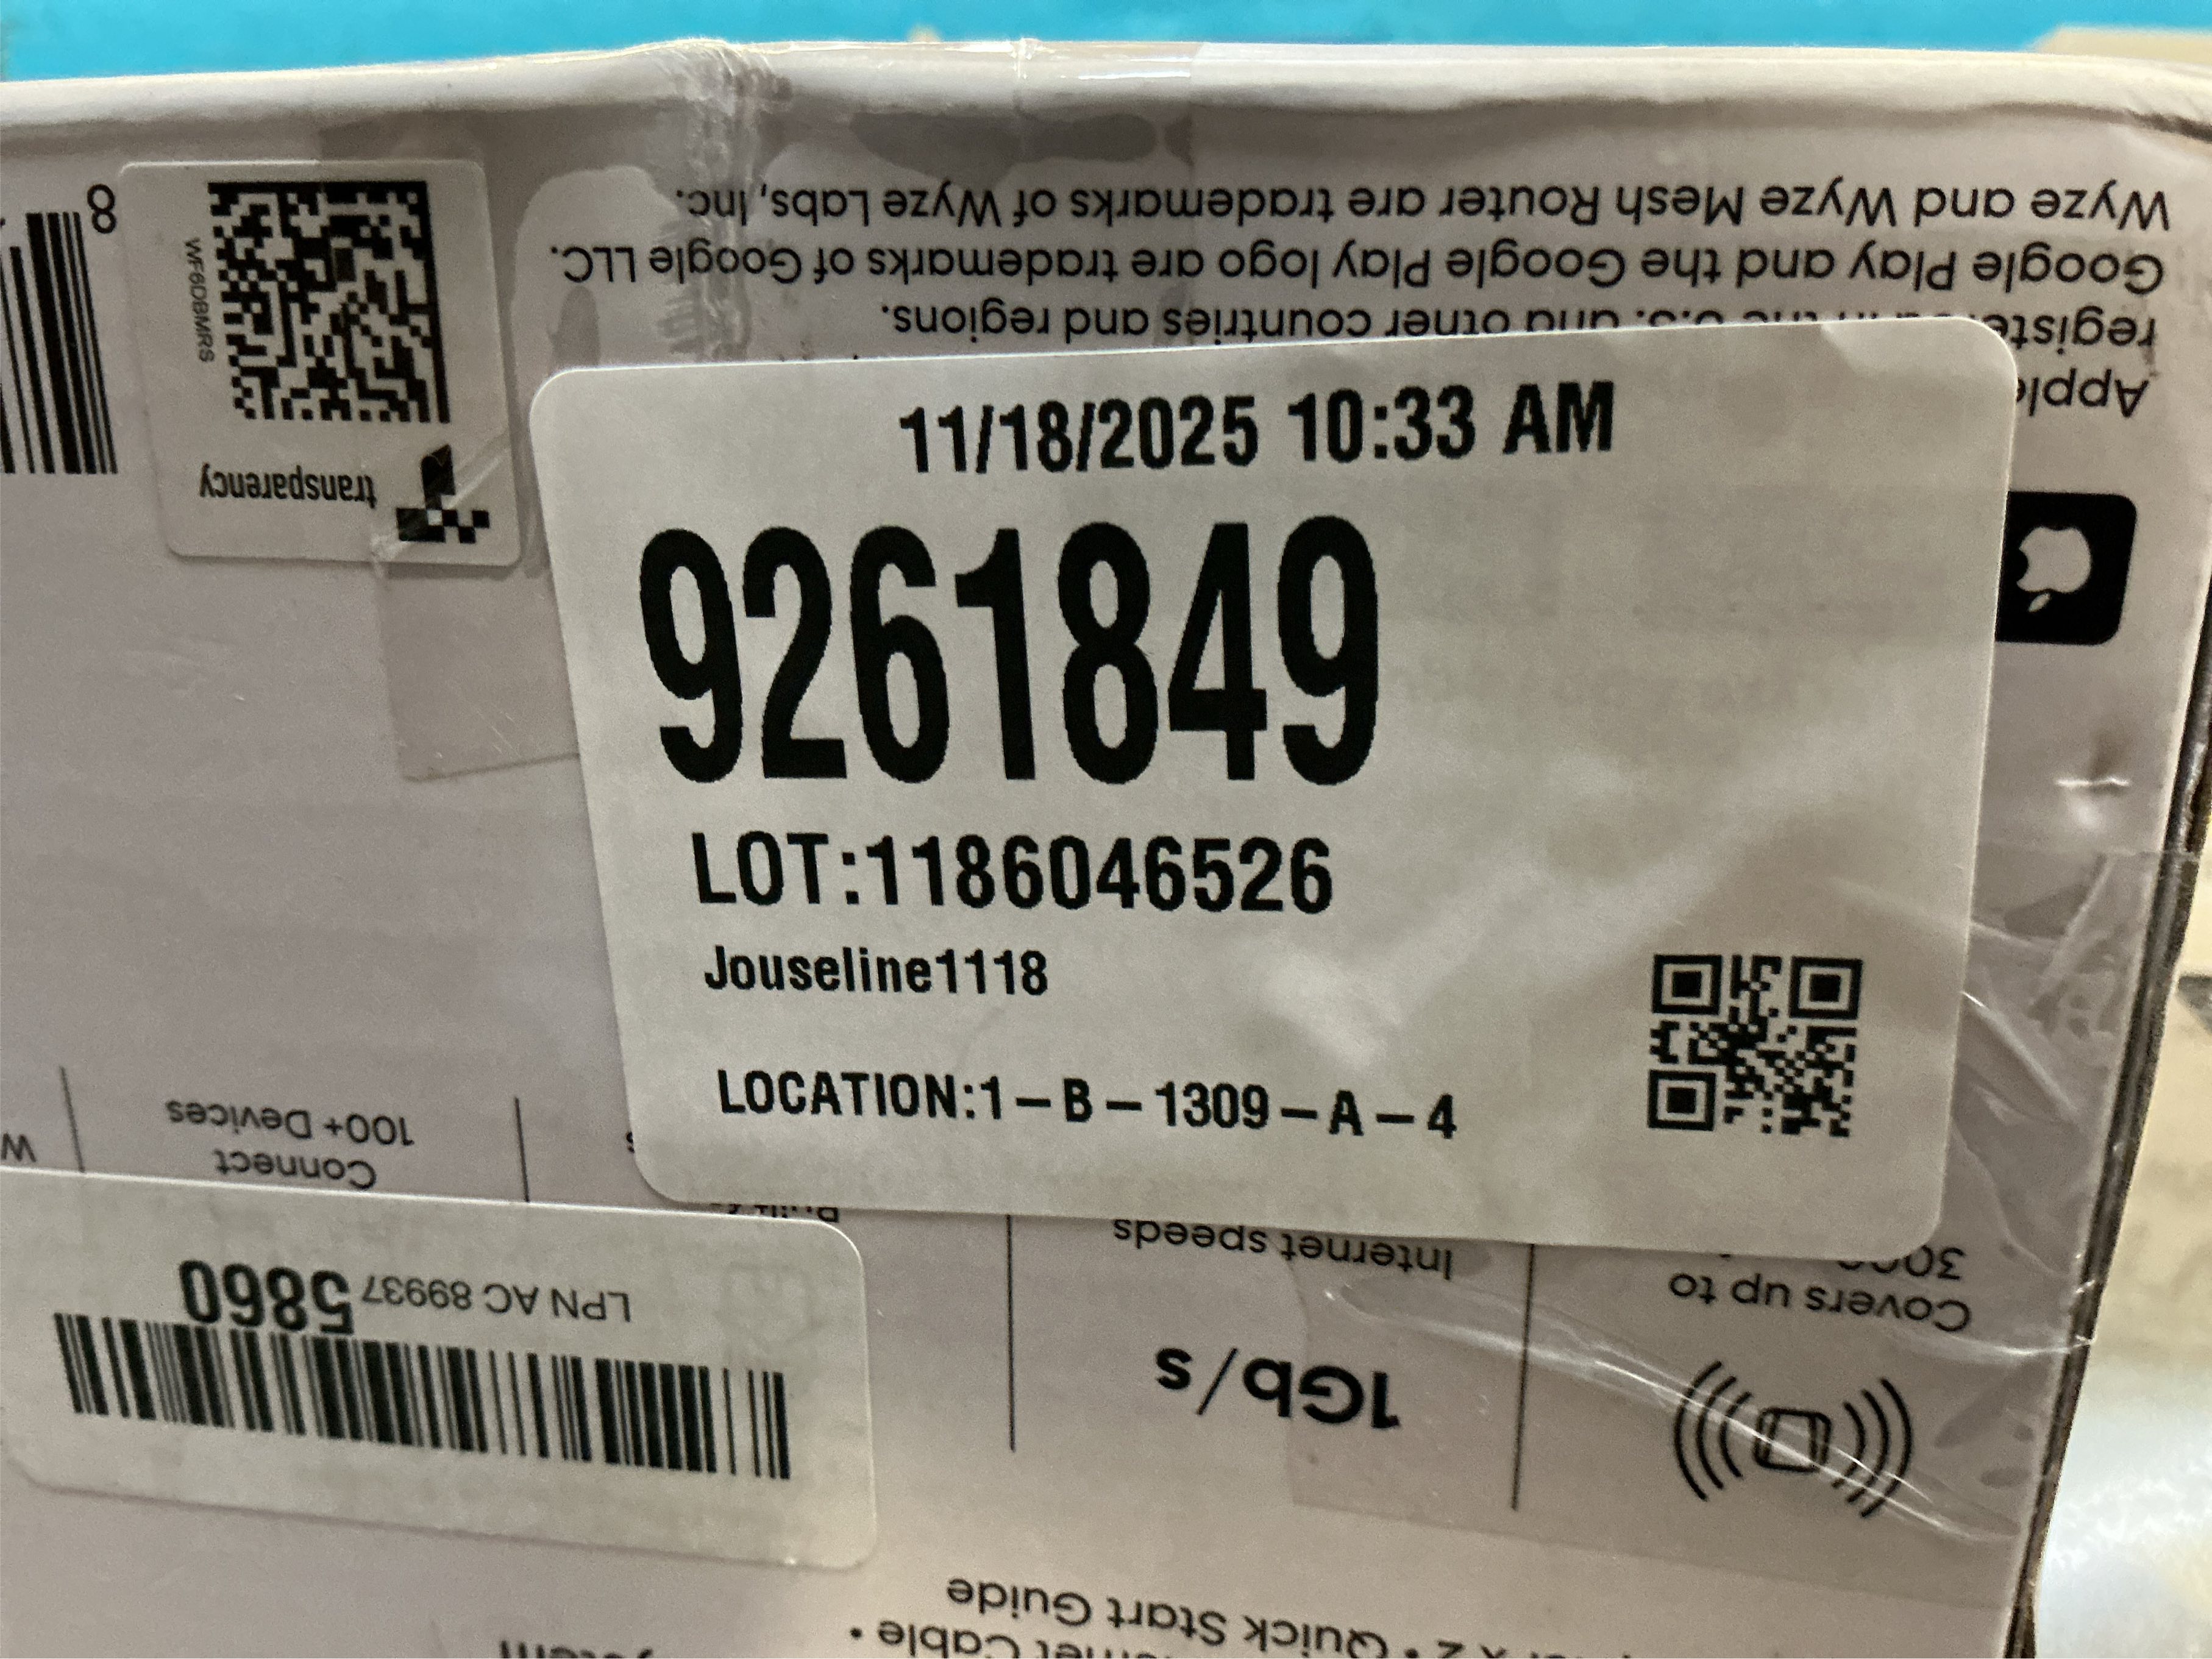 11/18/2025 10:33 AM
9261849
LOT:1186046526
Jouseline1118
LOCATION:1-B-1309-A-4
Wyze and Wyze Mesh Router are trademarks of Wyze Labs, Inc.
Google Play and the Google Play logo are trademarks of Google LLC.
in the U.S. and other countries and regions.
8
WF6DBMRS
transparency
Connect
100+ Devices
LPN AC 89937 5860
Internet speeds
1Gb/s
Covers up to
x 2 • Quick Start Guide
Cable •